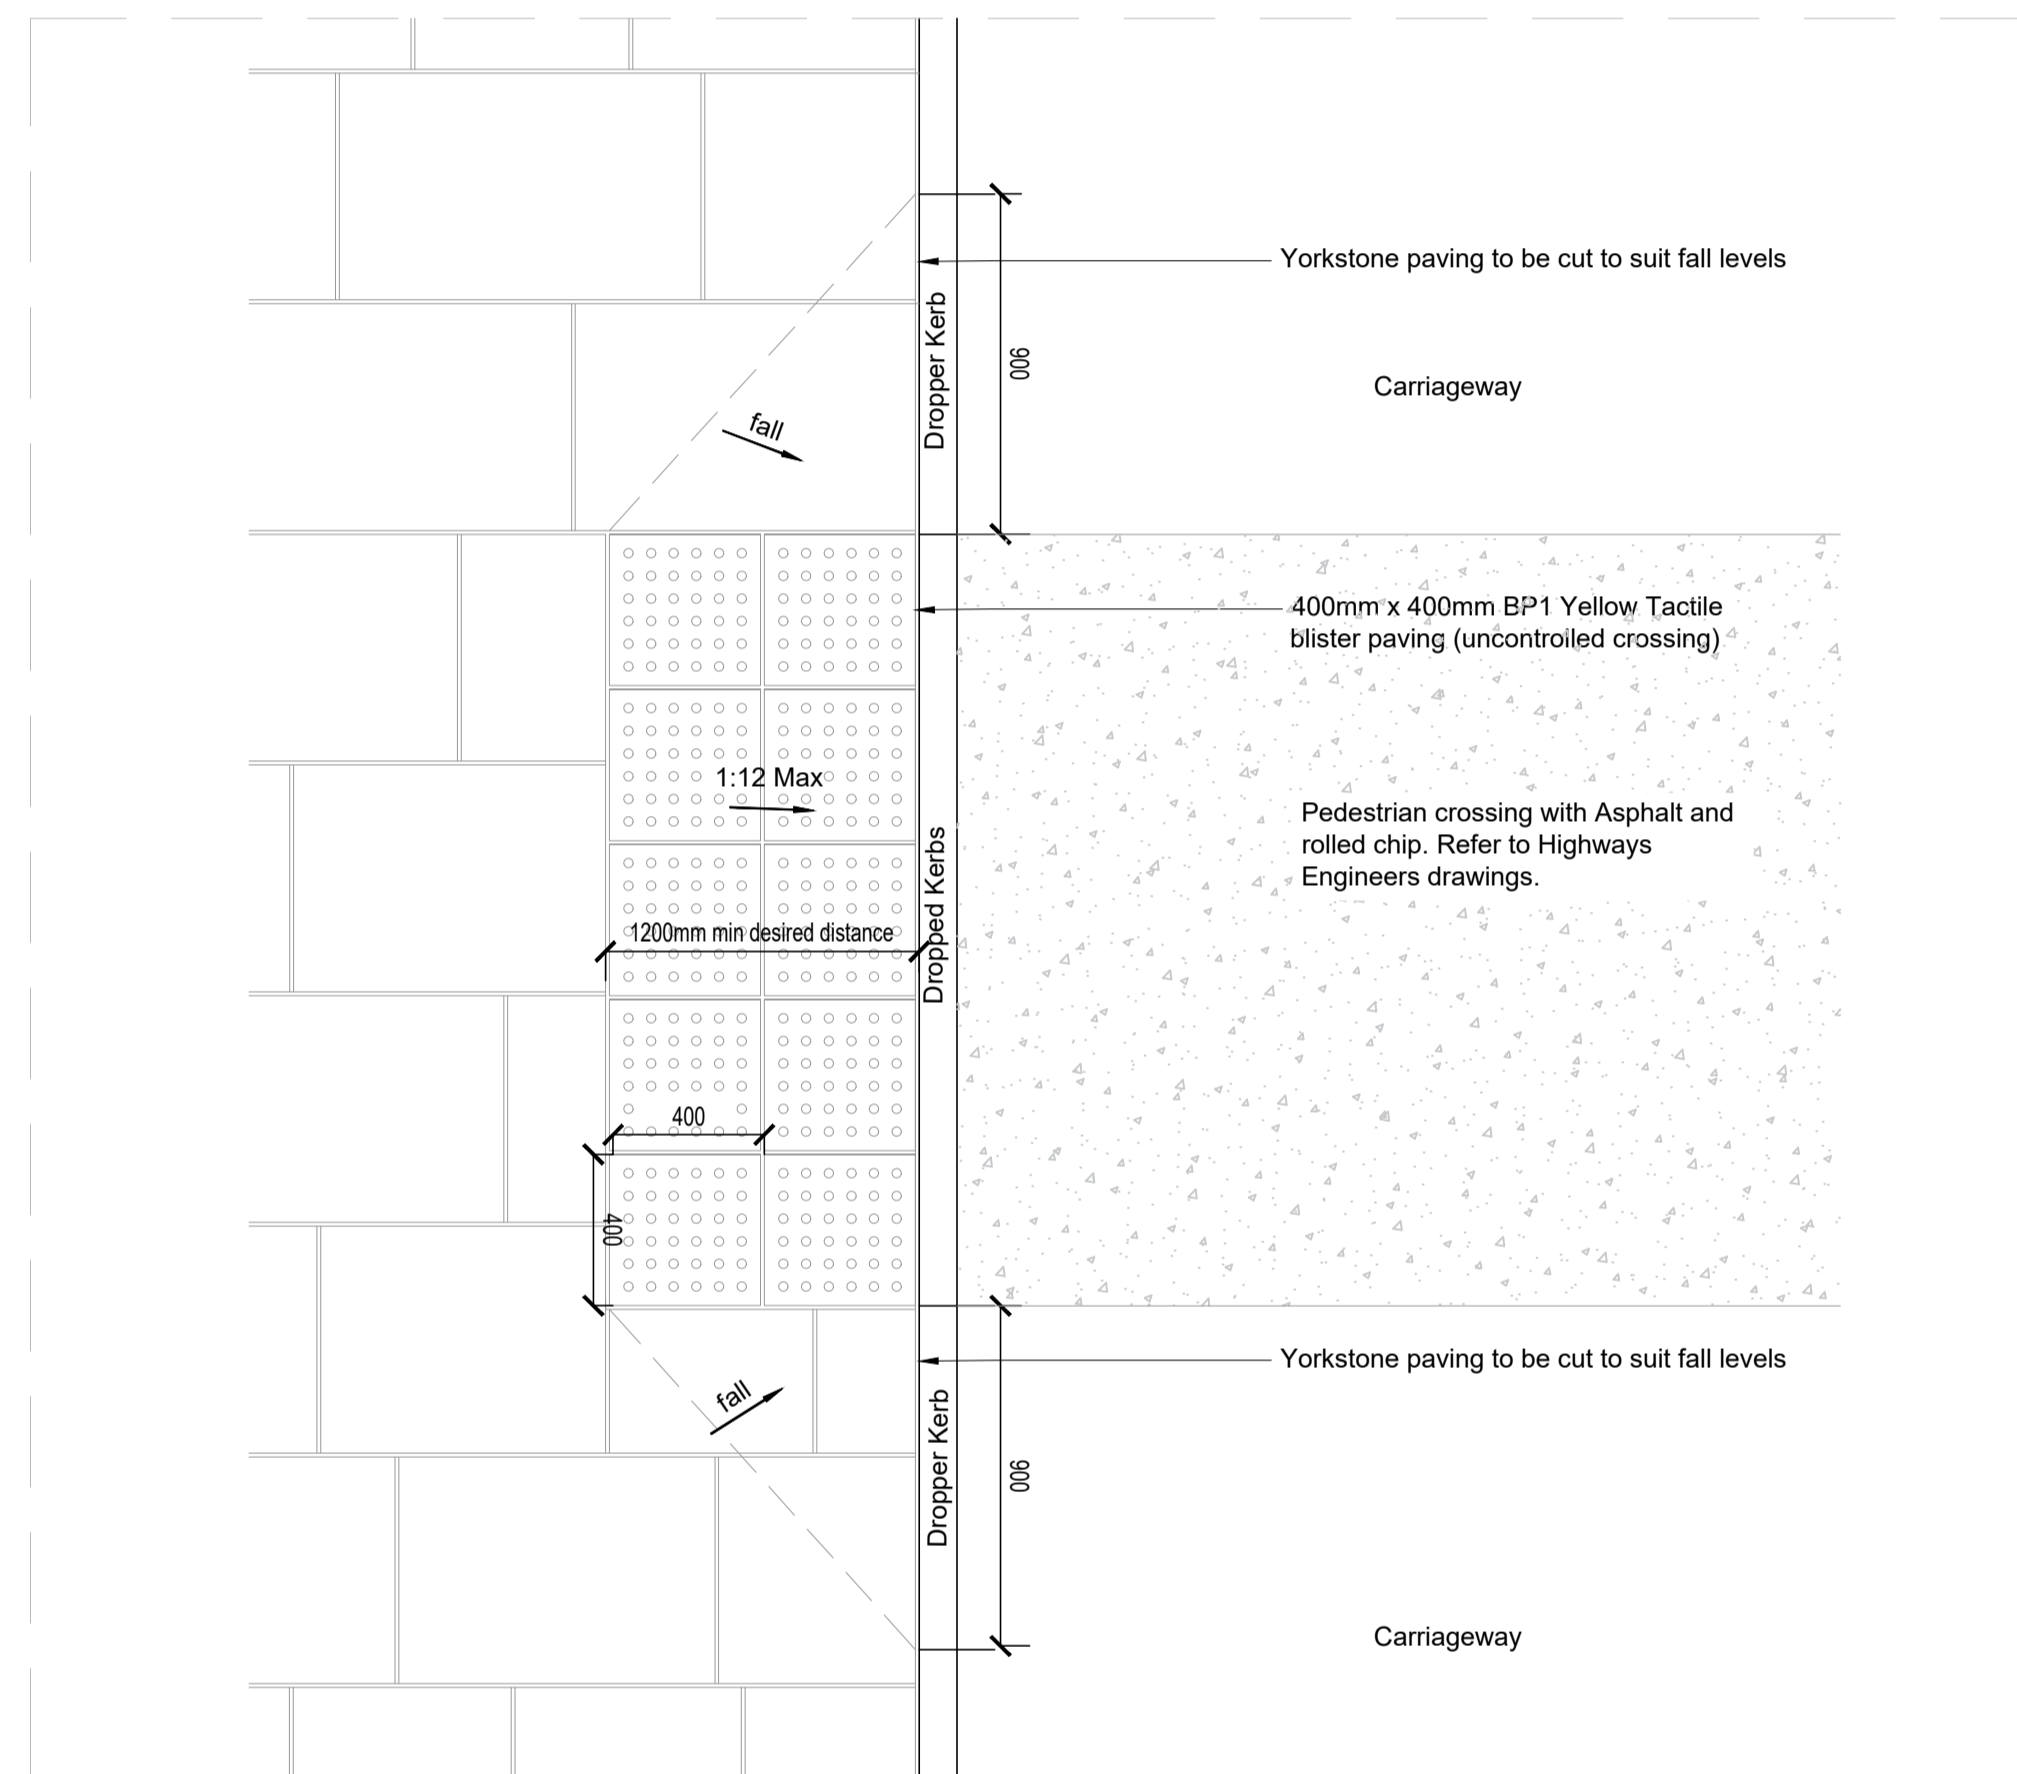 Yorkstone paving to be cut to suit fall levels
Dropper Kerb
900
Carriageway
fall
400mm x 400mm BP1 Yellow Tactile
blister paving (uncontrolled crossing)
1:12 Max
Pedestrian crossing with Asphalt and
rolled chip. Refer to Highways
Engineers drawings.
Dropped Kerbs
1200mm min desired distance
400
400
Yorkstone paving to be cut to suit fall levels
fall
Dropper Kerb
900
Carriageway